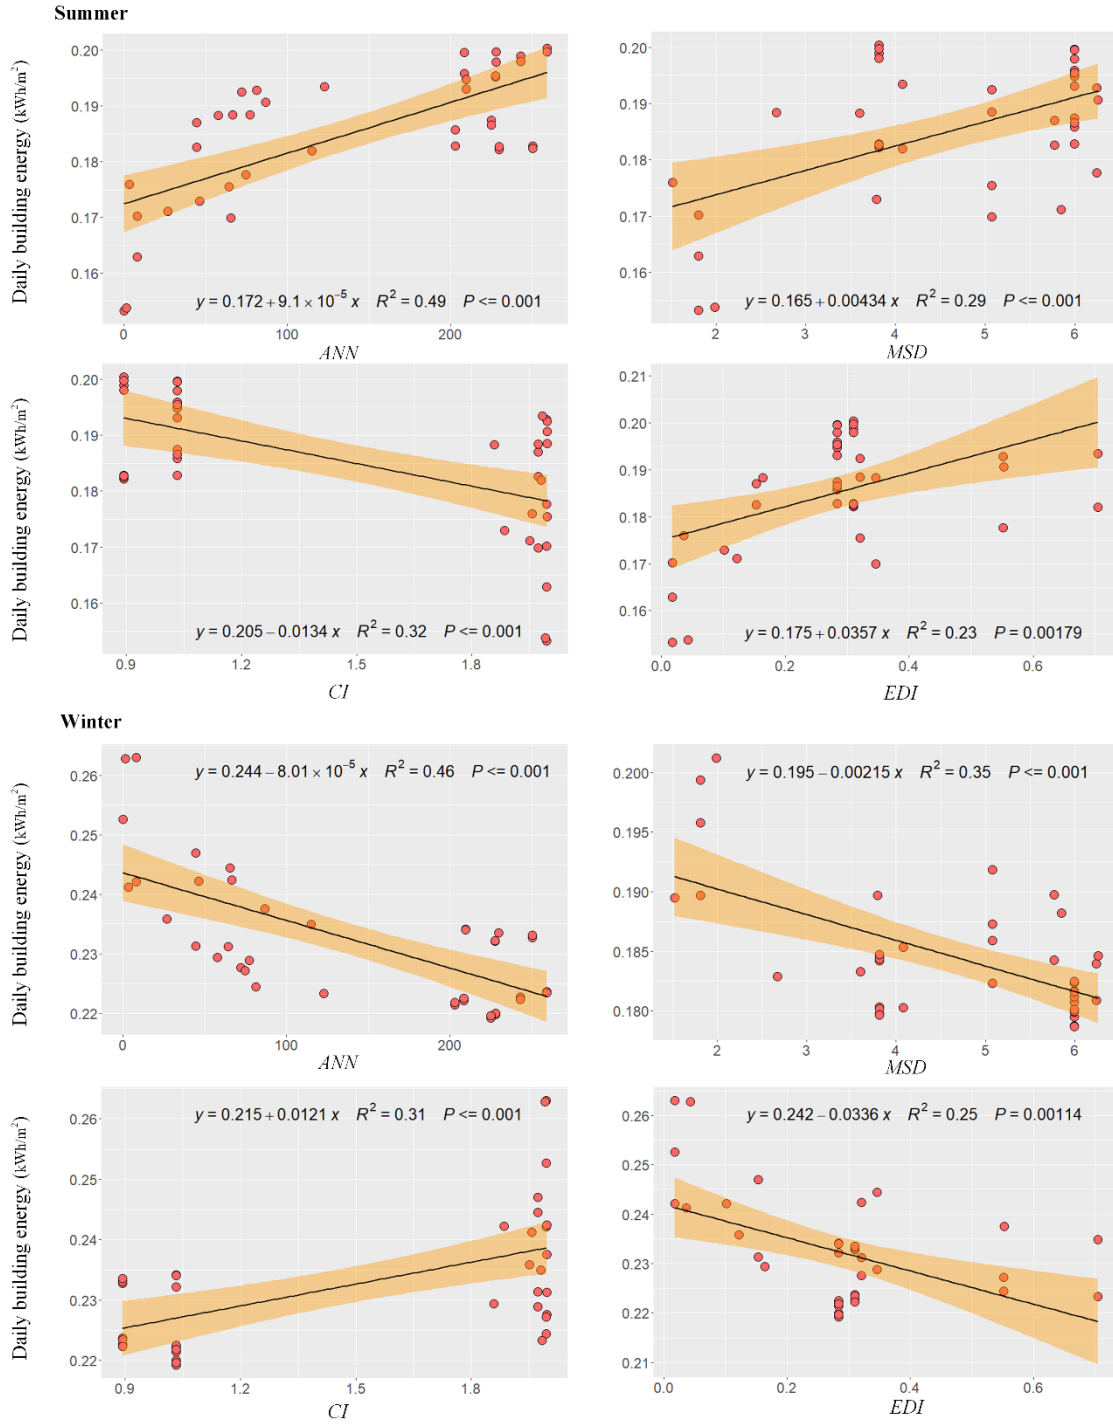 Summer
Daily building energy (kWh/m²)
0.20
0.19
0.18
0.17
0.16
y = 0.172 + 9.1 × 10⁻⁵ x R² = 0.49 P <= 0.001
0 100 200
ANN
0.20
0.19
0.18
0.17
0.16
y = 0.165 + 0.00434 x R² = 0.29 P <= 0.001
2 3 4 5 6
MSD
Daily building energy (kWh/m²)
0.20
0.19
0.18
0.17
0.16
y = 0.205 − 0.0134 x R² = 0.32 P <= 0.001
0.9 1.2 1.5 1.8
CI
0.21
0.20
0.19
0.18
0.17
0.16
y = 0.175 + 0.0357 x R² = 0.23 P = 0.00179
0.0 0.2 0.4 0.6
EDI
Winter
Daily building energy (kWh/m²)
0.26
0.25
0.24
0.23
0.22
y = 0.244 − 8.01 × 10⁻⁵ x R² = 0.46 P <= 0.001
0 100 200
ANN
0.200
0.195
0.190
0.185
0.180
y = 0.195 − 0.00215 x R² = 0.35 P <= 0.001
2 3 4 5 6
MSD
Daily building energy (kWh/m²)
0.26
0.25
0.24
0.23
0.22
y = 0.215 + 0.0121 x R² = 0.31 P <= 0.001
0.9 1.2 1.5 1.8
CI
0.26
0.25
0.24
0.23
0.22
0.21
y = 0.242 − 0.0336 x R² = 0.25 P = 0.00114
0.0 0.2 0.4 0.6
EDI